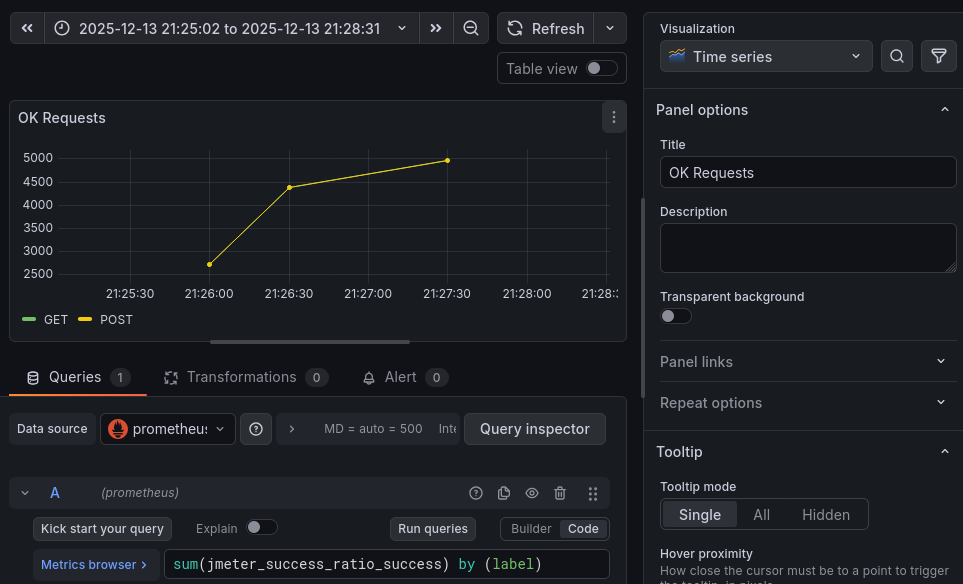 2025-12-13 21:25:02 to 2025-12-13 21:28:31
Refresh
Table view
OK Requests
5000
4500
4000
3500
3000
2500
21:25:30 21:26:00 21:26:30 21:27:00 21:27:30 21:28:00 21:28:
GET POST
Queries 1 Transformations 0 Alert 0
Data source prometheus MD = auto = 500 Inte Query inspector
A (prometheus)
Kick start your query Explain Run queries Builder Code
Metrics browser > sum(jmeter_success_ratio_success) by (label)
Visualization
Time series
Panel options
Title
OK Requests
Description
Transparent background
Panel links
Repeat options
Tooltip
Tooltip mode
Single All Hidden
Hover proximity
How close the cursor must be to a point to trigger
the tooltip, in pixels